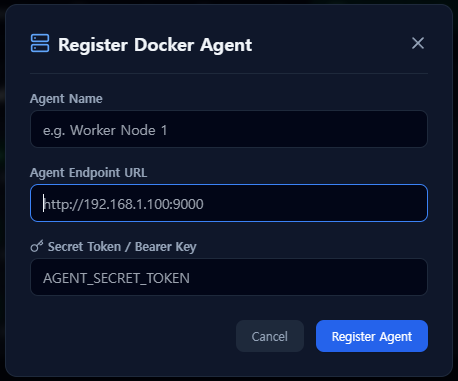 Register Docker Agent
Agent Name
e.g. Worker Node 1
Agent Endpoint URL
http://192.168.1.100:9000
Secret Token / Bearer Key
AGENT_SECRET_TOKEN
Cancel
Register Agent